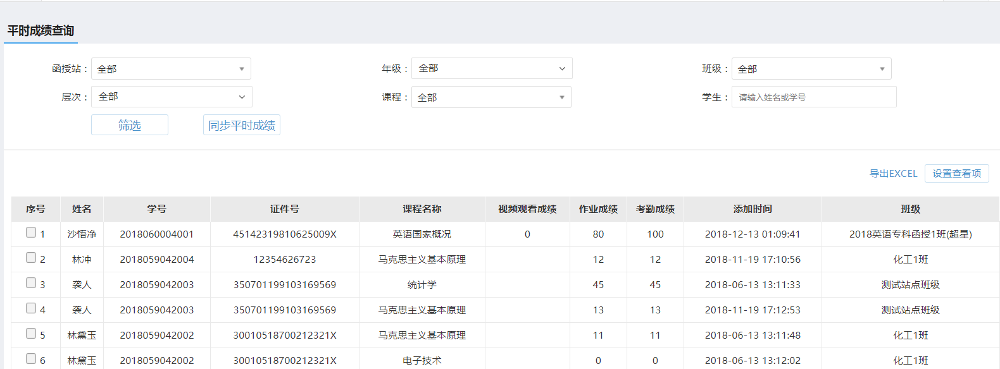 平时成绩查询
函授站： 全部 年级： 全部 班级： 全部
层次： 全部 课程： 全部 学生： 请输入姓名或学号
筛选 同步平时成绩
导出EXCEL 设置查看项
序号 姓名 学号 证件号 课程名称 视频观看成绩 作业成绩 考勤成绩 添加时间 班级
1 沙悟净 2018060004001 45142319810625009X 英语国家概况 0 80 100 2018-12-13 01:09:41 2018英语专科函授1班(超星)
2 林冲 2018059042004 12354626723 马克思主义基本原理 12 12 2018-11-19 17:10:56 化工1班
3 袭人 2018059042003 350701199103169569 统计学 45 45 2018-06-13 13:11:33 测试站点班级
4 袭人 2018059042003 350701199103169569 马克思主义基本原理 13 13 2018-11-19 17:12:53 测试站点班级
5 林黛玉 2018059042002 30010518700212321X 马克思主义基本原理 11 11 2018-06-13 13:11:48 化工1班
6 林黛玉 2018059042002 30010518700212321X 电子技术 0 0 2018-06-13 13:12:02 化工1班